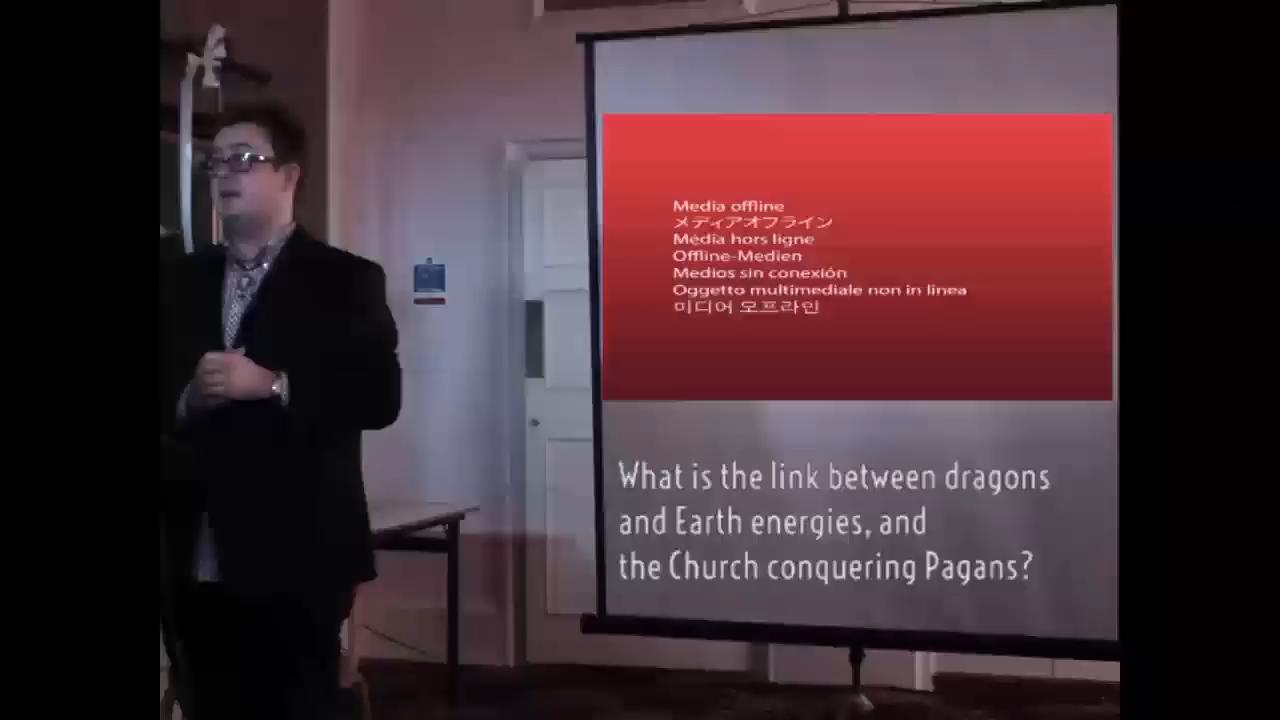 Media offline
メディアオフライン
Média hors ligne
Offline-Medien
Medios sin conexión
Oggetto multimediale non in linea
미디어 오프라인
What is the link between dragons
and Earth energies, and
the Church conquering Pagans?